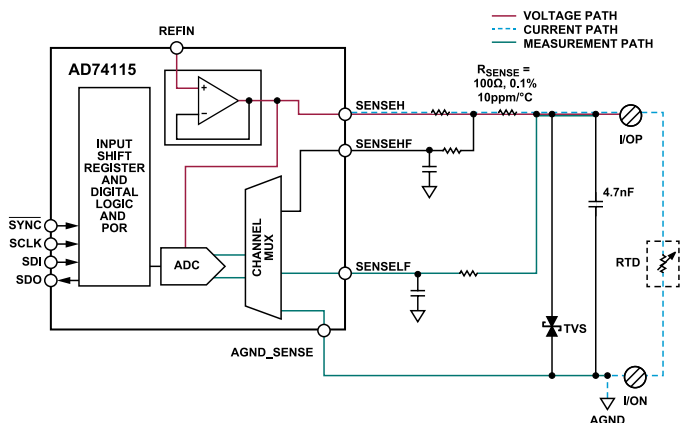 REFIN
VOLTAGE PATH
CURRENT PATH
MEASUREMENT PATH
AD74115
RSENSE =
100Ω, 0.1%
10ppm/°C
SENSEH
I/OP
INPUT
SHIFT
REGISTER
AND
DIGITAL
LOGIC
AND
POR
SENSEHF
4.7nF
SYNC
SCLK
SDI
SDO
ADC
CHANNEL
MUX
SENSELF
RTD
TVS
AGND_SENSE
I/ON
AGND